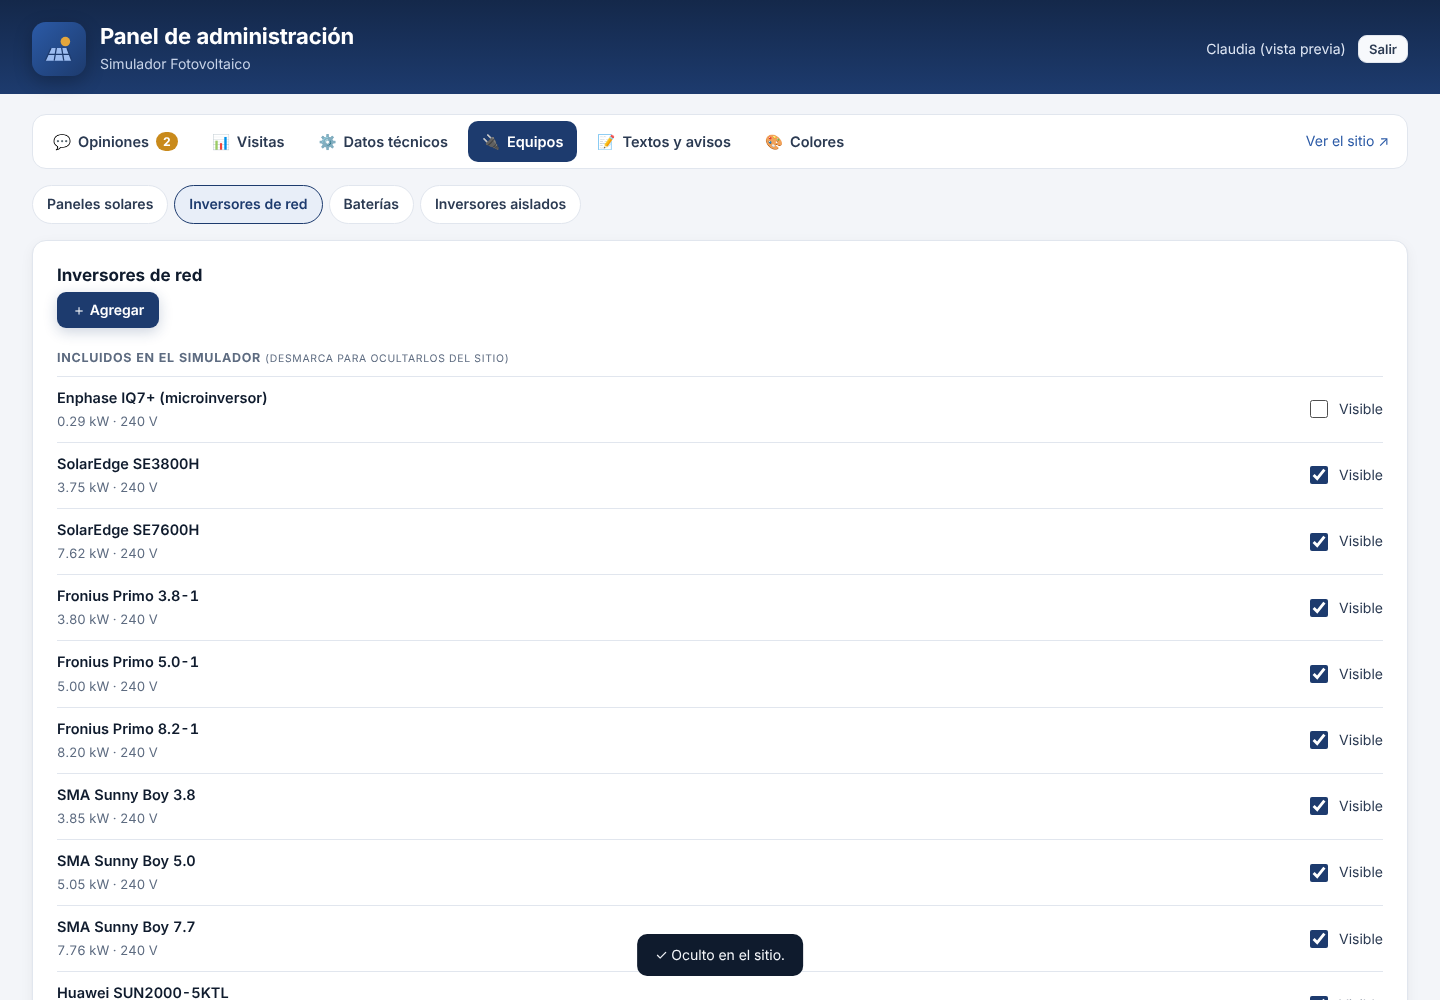 Panel de administración
Simulador Fotovoltaico
Claudia (vista previa)
Salir
💬 Opiniones 2
📊 Visitas
⚙️ Datos técnicos
🔌 Equipos
📝 Textos y avisos
🎨 Colores
Ver el sitio ↗
Paneles solares
Inversores de red
Baterías
Inversores aislados
Inversores de red
+ Agregar
INCLUIDOS EN EL SIMULADOR (DESMARCA PARA OCULTARLOS DEL SITIO)
Enphase IQ7+ (microinversor)
0.29 kW · 240 V
Visible
SolarEdge SE3800H
3.75 kW · 240 V
Visible
SolarEdge SE7600H
7.62 kW · 240 V
Visible
Fronius Primo 3.8-1
3.80 kW · 240 V
Visible
Fronius Primo 5.0-1
5.00 kW · 240 V
Visible
Fronius Primo 8.2-1
8.20 kW · 240 V
Visible
SMA Sunny Boy 3.8
3.85 kW · 240 V
Visible
SMA Sunny Boy 5.0
5.05 kW · 240 V
Visible
SMA Sunny Boy 7.7
7.76 kW · 240 V
Visible
✓ Oculto en el sitio.
Huawei SUN2000-5KTL